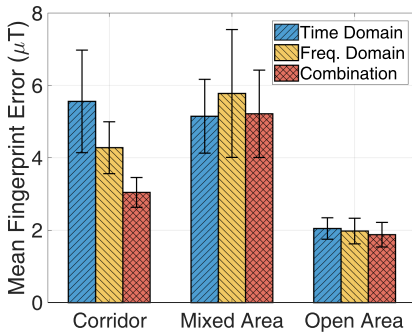 Mean Fingerprint Error (μT)
8
6
4
2
0
Time Domain
Freq. Domain
Combination
Corridor Mixed Area Open Area